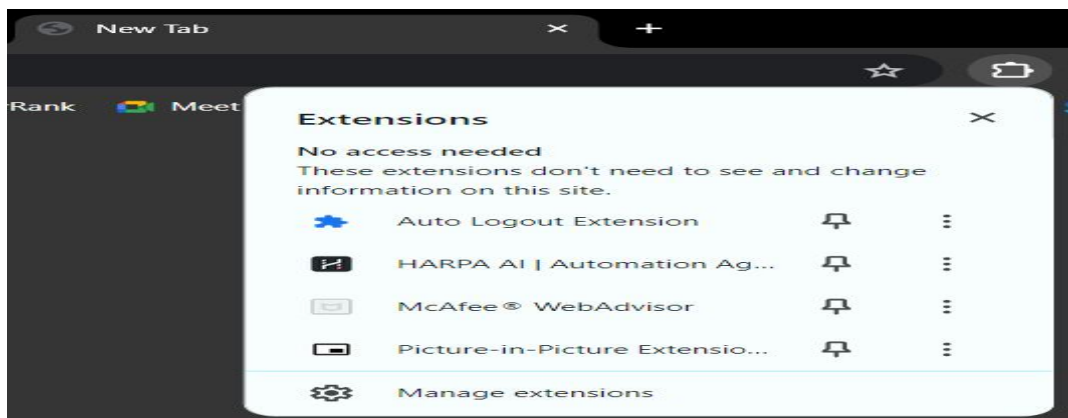 New Tab
Rank Meet
Extensions
No access needed
These extensions don't need to see and change
information on this site.
Auto Logout Extension
HARPA AI | Automation Ag...
McAfee® WebAdvisor
Picture-in-Picture Extensio...
Manage extensions